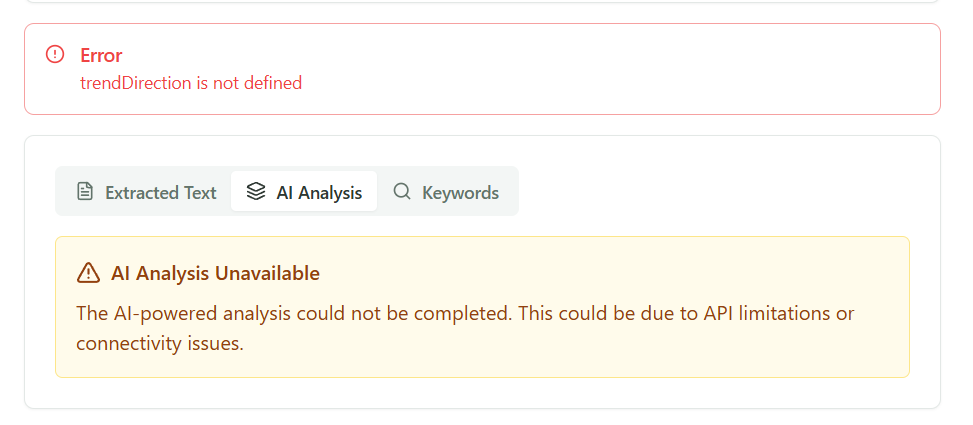 Error
trendDirection is not defined
Extracted Text AI Analysis Keywords
AI Analysis Unavailable
The AI-powered analysis could not be completed. This could be due to API limitations or
connectivity issues.